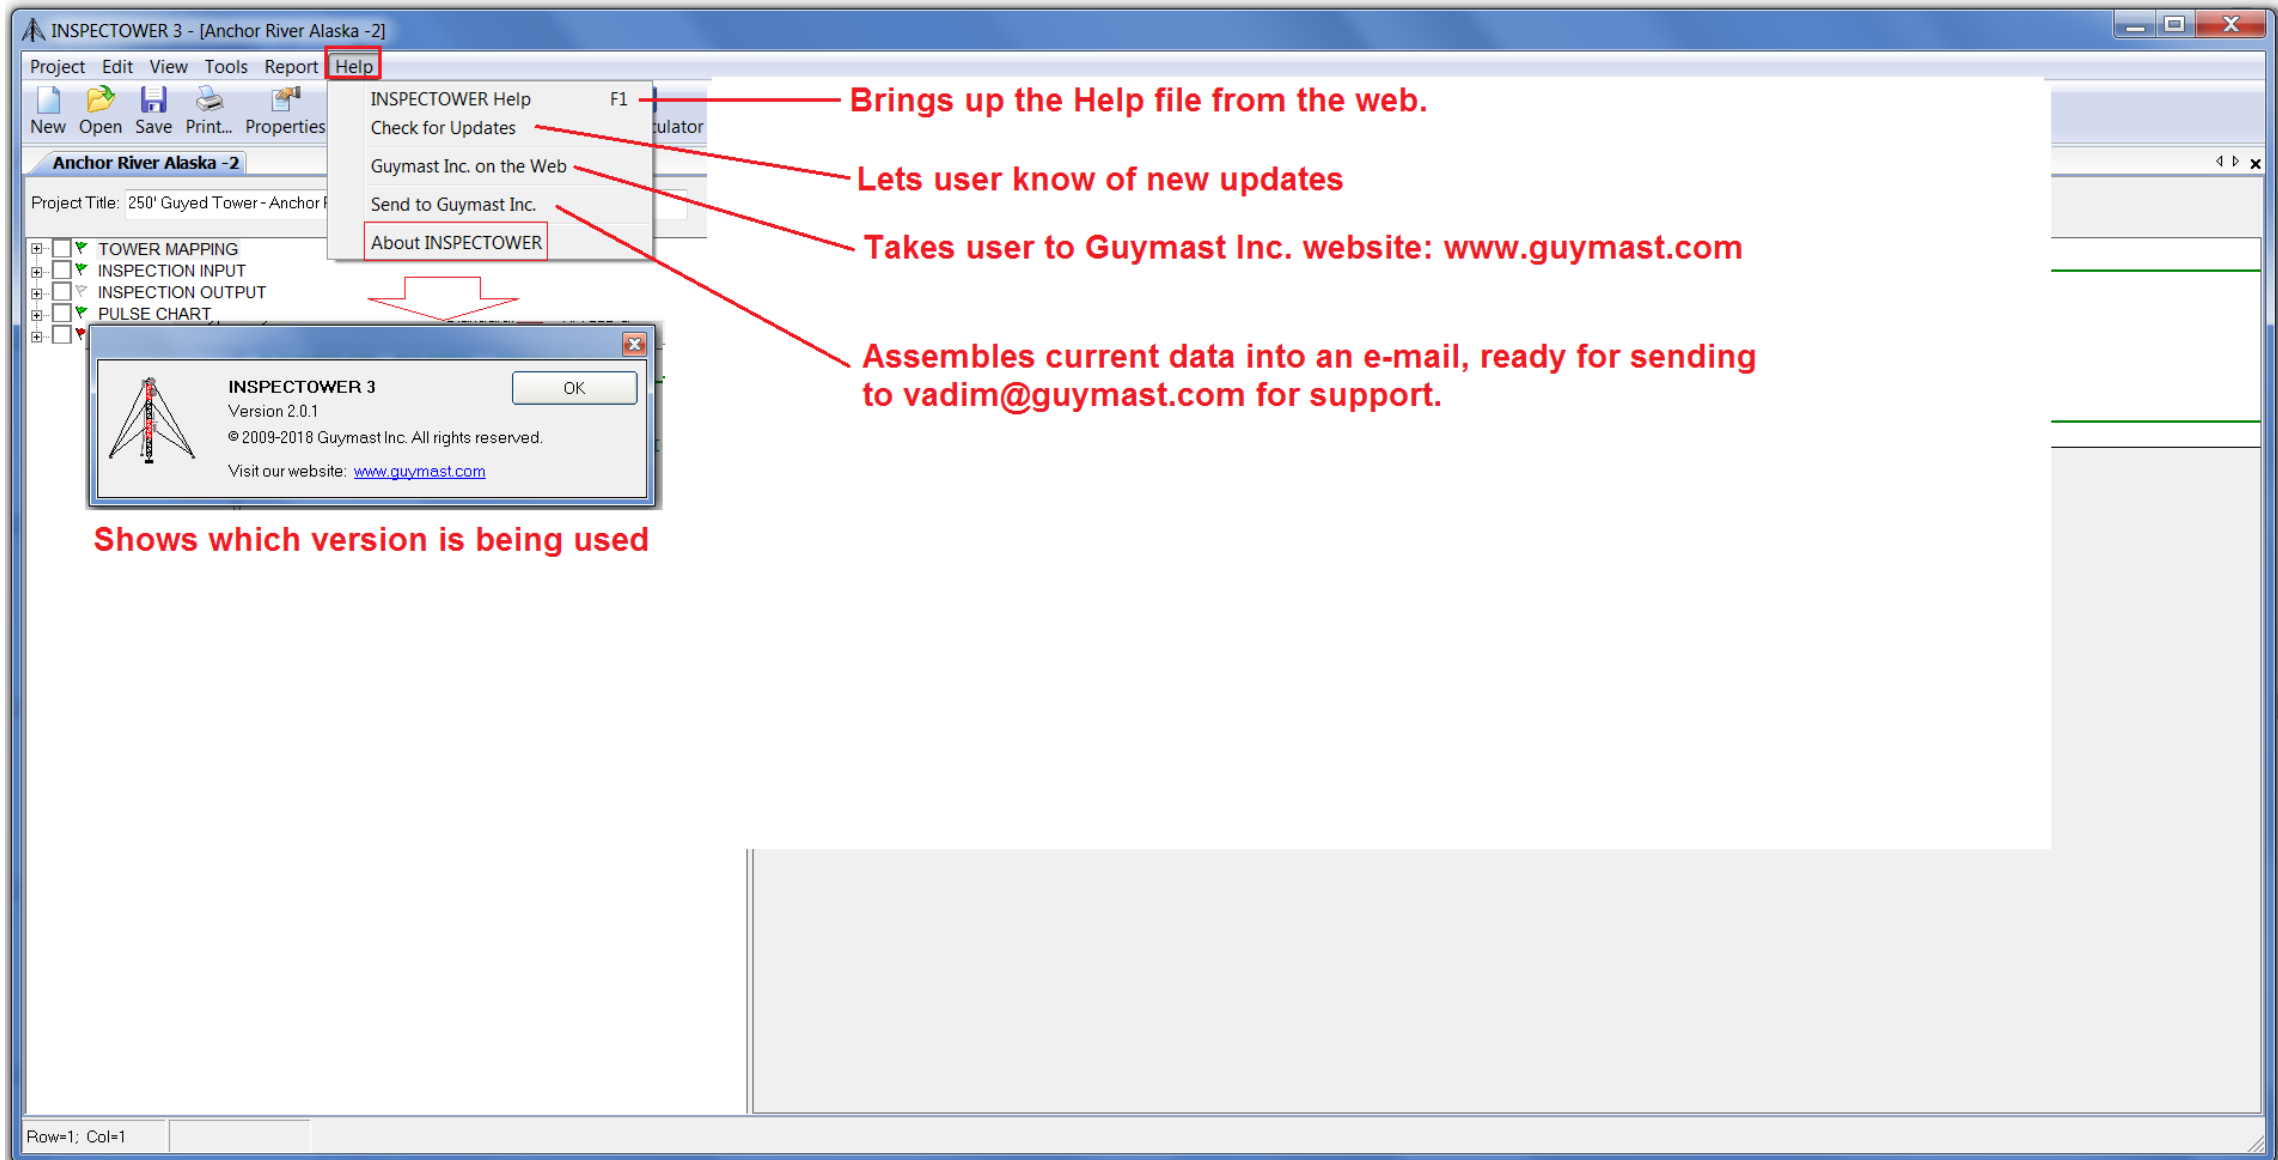 INSPECTOWER 3 - [Anchor River Alaska -2]
Project Edit View Tools Report Help
New Open Save Print... Properties
INSPECTOWER Help F1
Check for Updates
Guymast Inc. on the Web
Send to Guymast Inc.
About INSPECTOWER
Brings up the Help file from the web.
Lets user know of new updates
Takes user to Guymast Inc. website: www.guymast.com
Assembles current data into an e-mail, ready for sending
to vadim@guymast.com for support.
Anchor River Alaska -2
Project Title: 250' Guyed Tower - Anchor
TOWER MAPPING
INSPECTION INPUT
INSPECTION OUTPUT
PULSE CHART
INSPECTOWER 3
OK
Version 2.0.1
© 2009-2018 Guymast Inc. All rights reserved.
Visit our website: www.guymast.com
Shows which version is being used
Row=1; Col=1